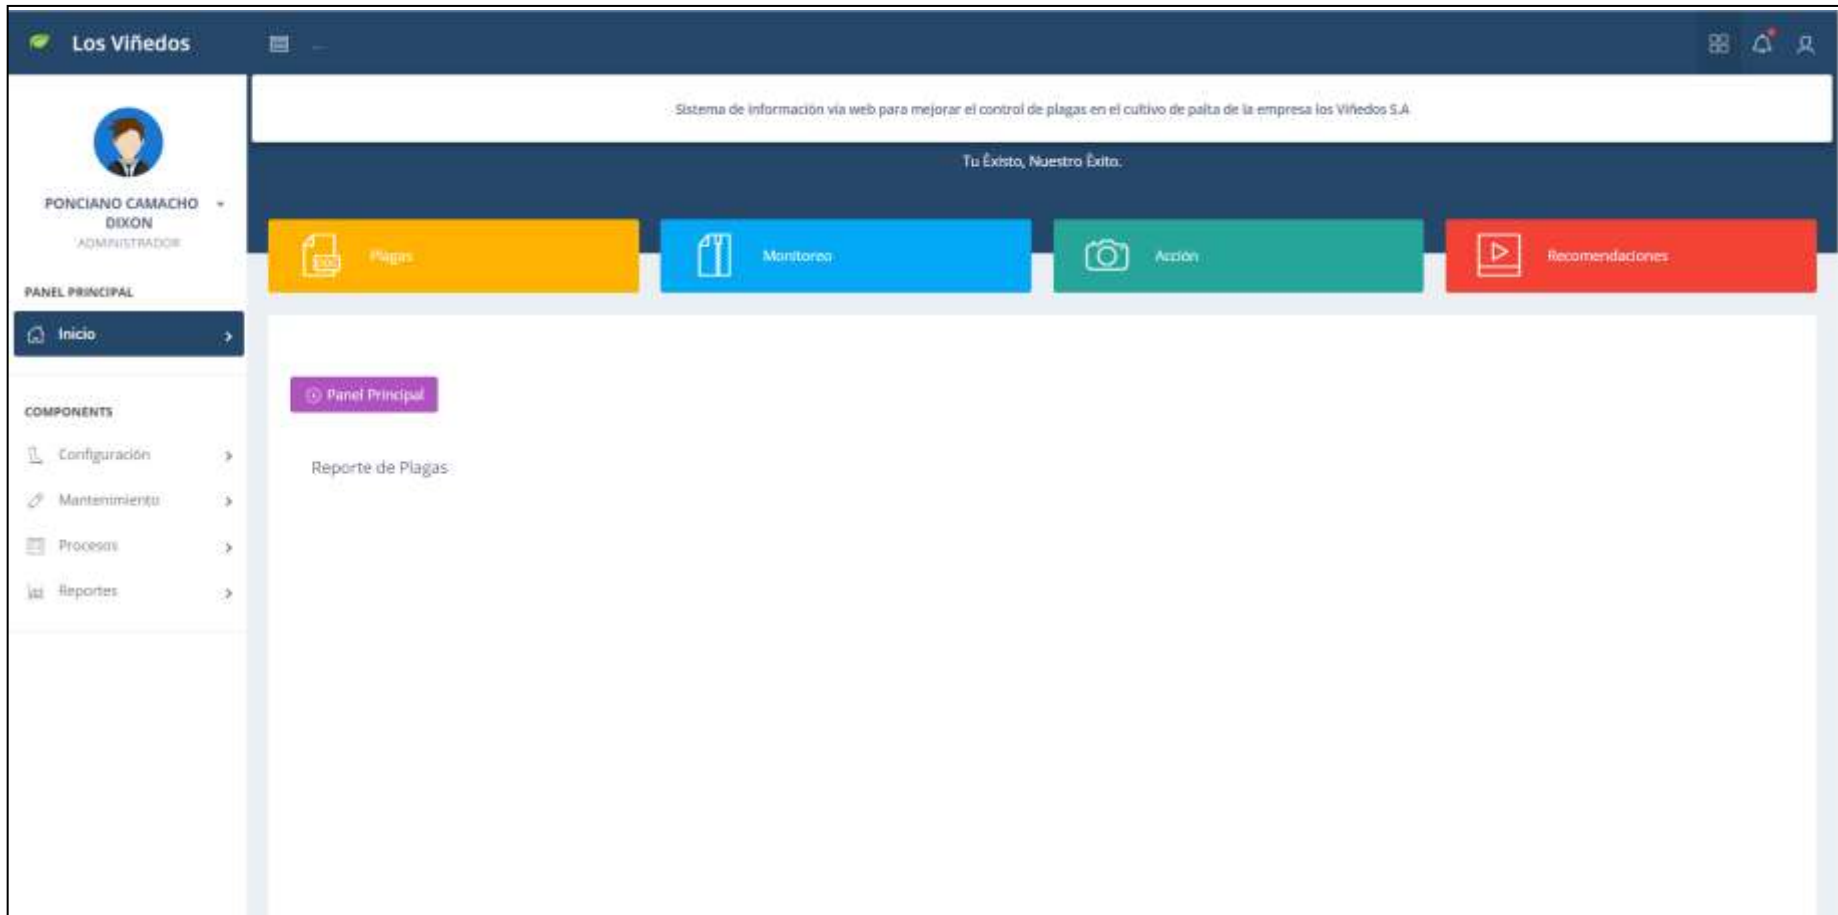 Los Viñedos
Sistema de información vía web para mejorar el control de plagas en el cultivo de palta de la empresa los Viñedos S.A
Tu Éxisto, Nuestro Éxito.
PONCIANO CAMACHO
DIXON
ADMINISTRADOR
Plagas
Monitoreo
Acción
Recomendaciones
PANEL PRINCIPAL
Inicio
Panel Principal
COMPONENTS
Configuración
Reporte de Plagas
Mantenimiento
Procesos
Reportes